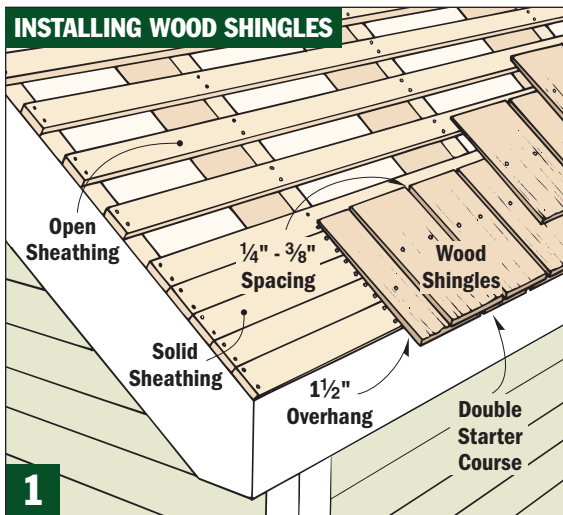 INSTALLING WOOD SHINGLES
Open
Sheathing
¼" - ⅜"
Spacing
Wood
Shingles
Solid
Sheathing
1½"
Overhang
Double
Starter
Course
1